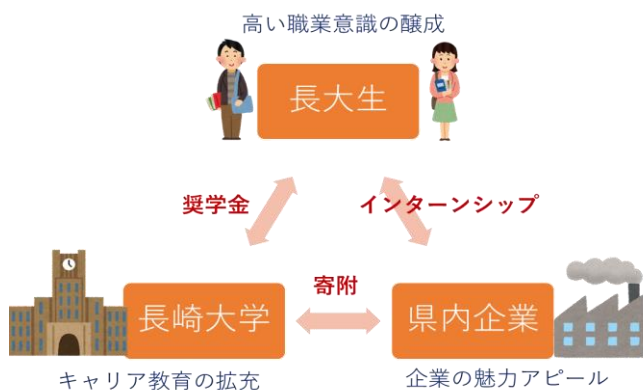 高い職業意識の醸成
長大生
奨学金
インターンシップ
寄附
長崎大学
県内企業
キャリア教育の拡充
企業の魅力アピール